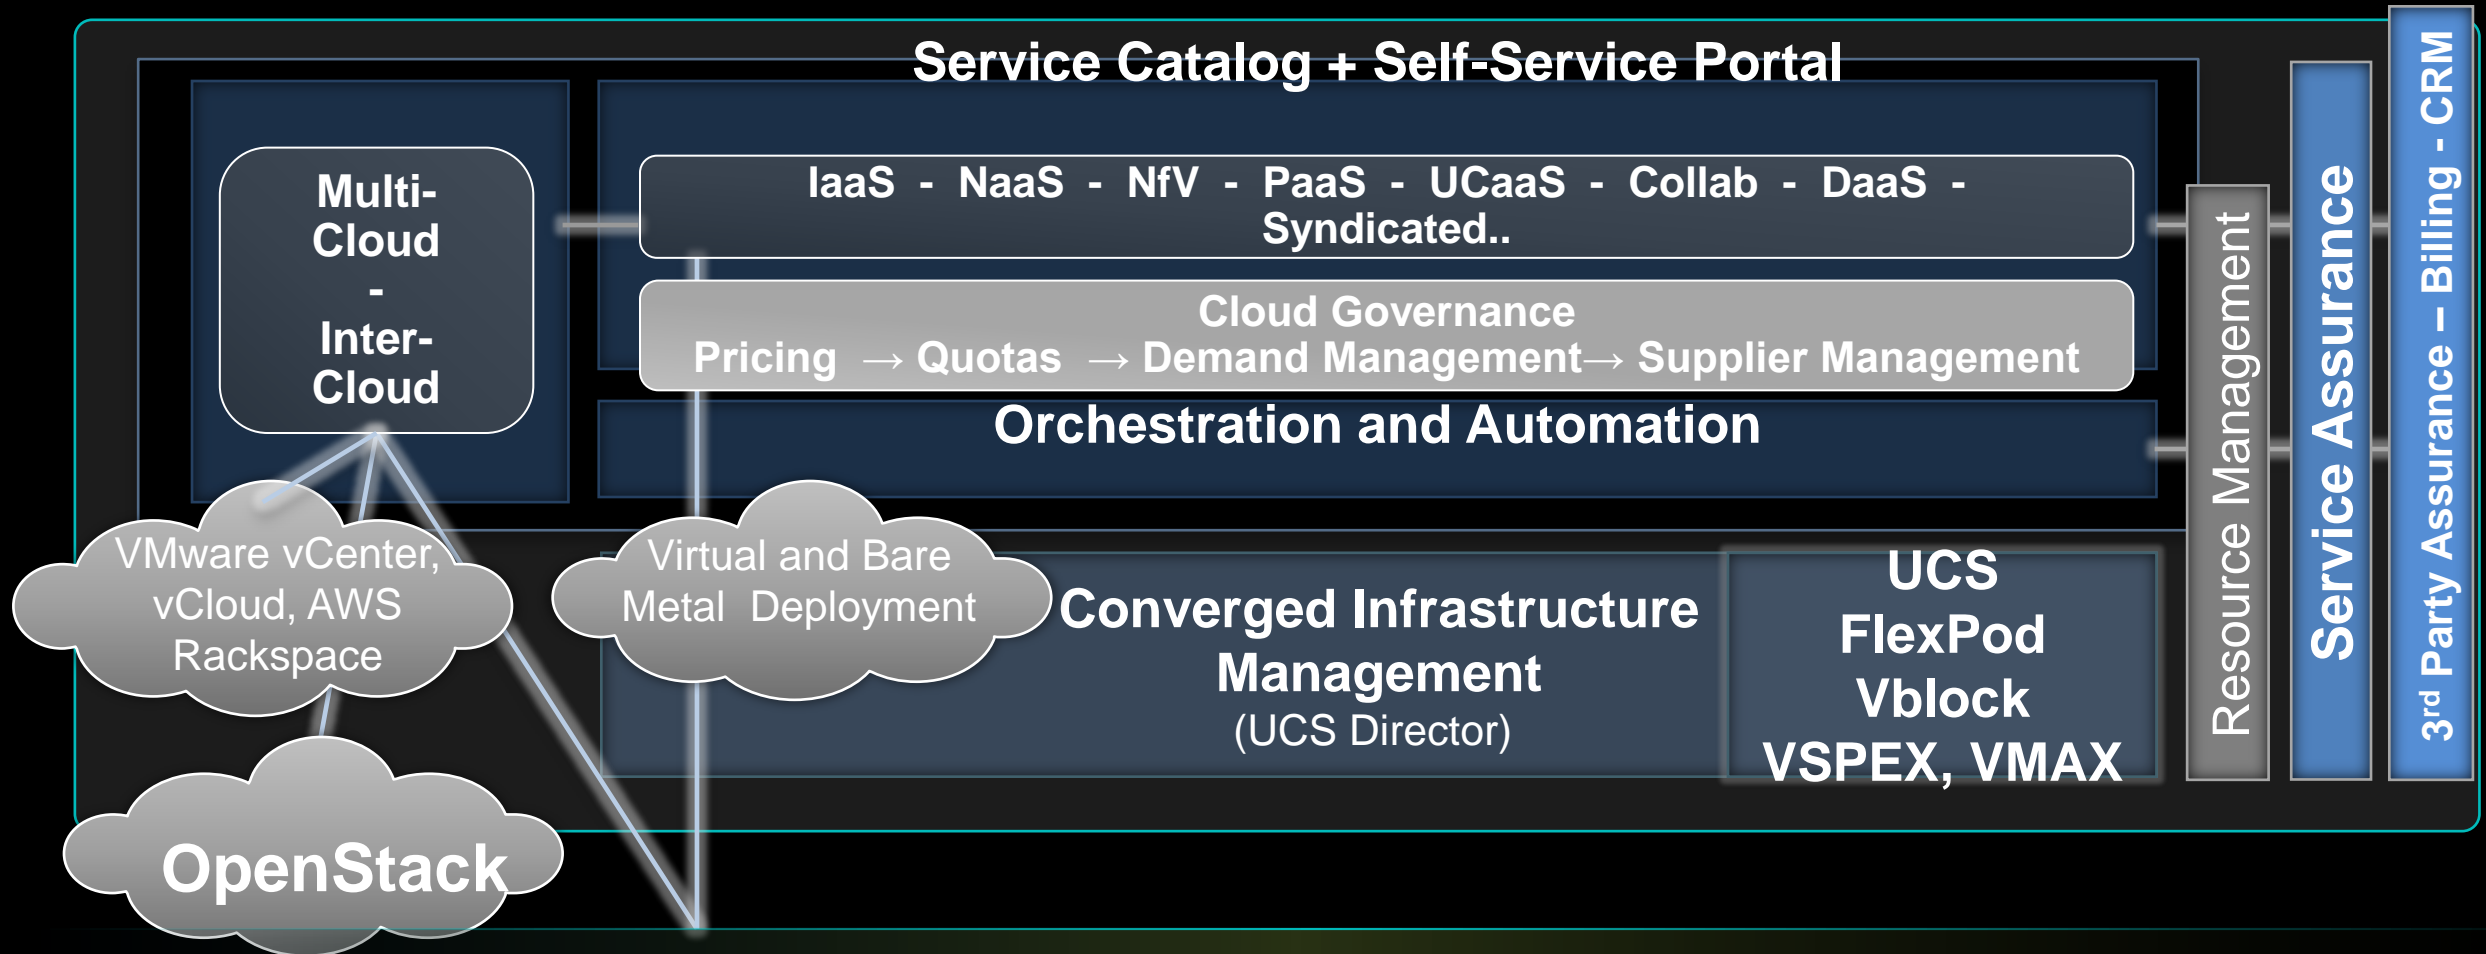 Service Catalog + Self-Service Portal
Multi-
Cloud
-
Inter-
Cloud
IaaS - NaaS - NfV - PaaS - UCaaS - Collab - DaaS -
Syndicated..
Cloud Governance
Pricing → Quotas → Demand Management→ Supplier Management
Orchestration and Automation
VMware vCenter,
vCloud, AWS
Rackspace
Virtual and Bare
Metal Deployment
Converged Infrastructure
Management
(UCS Director)
UCS
FlexPod
Vblock
VSPEX, VMAX
OpenStack
Resource Management
Service Assurance
3rd Party Assurance – Billing - CRM